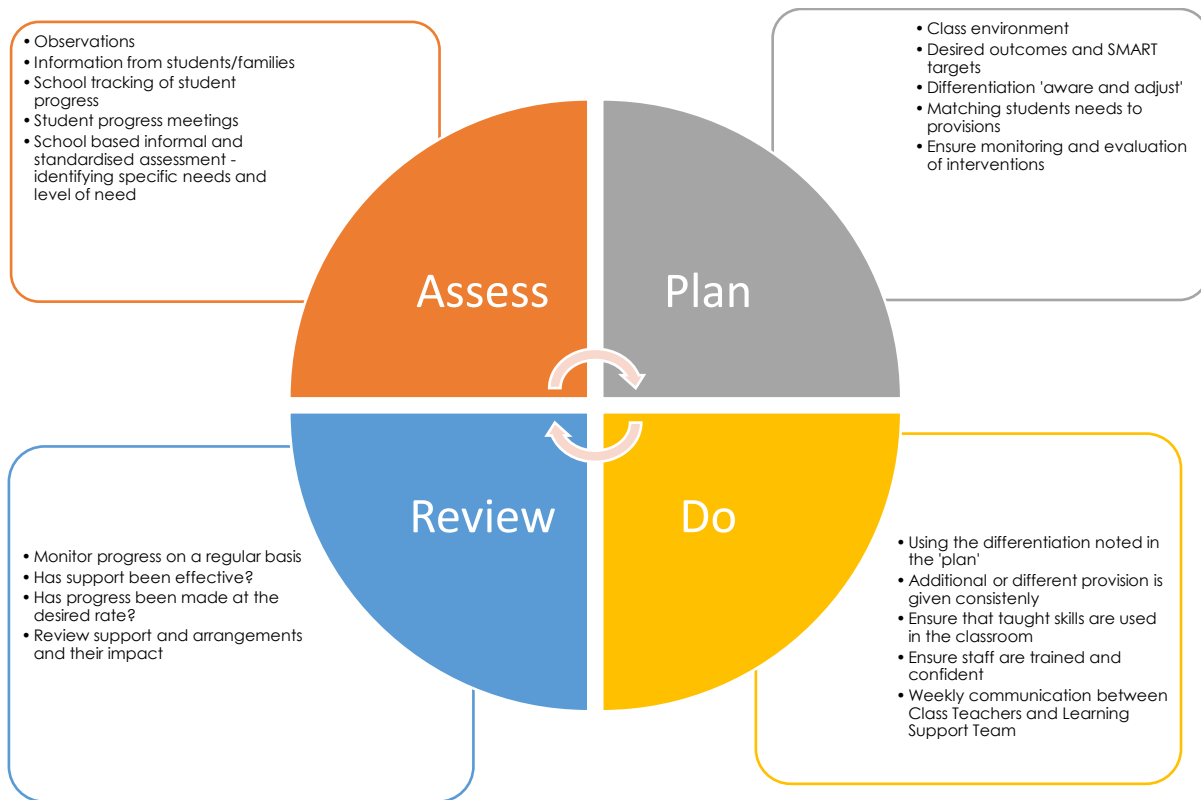 • Observations
• Information from students/families
• School tracking of student
progress
• Student progress meetings
• School based informal and
standardised assessment -
identifying specific needs and
level of need
• Class environment
• Desired outcomes and SMART
targets
• Differentiation 'aware and adjust'
• Matching students needs to
provisions
• Ensure monitoring and evaluation
of interventions
Assess
Plan
Review
Do
• Monitor progress on a regular basis
• Has support been effective?
• Has progress been made at the
desired rate?
• Review support and arrangements
and their impact
• Using the differentiation noted in
the 'plan'
• Additional or different provision is
given consistenly
• Ensure that taught skills are used
in the classroom
• Ensure staff are trained and
confident
• Weekly communication between
Class Teachers and Learning
Support Team